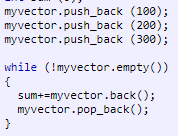 myvector.push_back (100);
myvector.push_back (200);
myvector.push_back (300);
while (!myvector.empty())
{
sum+=myvector.back();
myvector.pop_back();
}